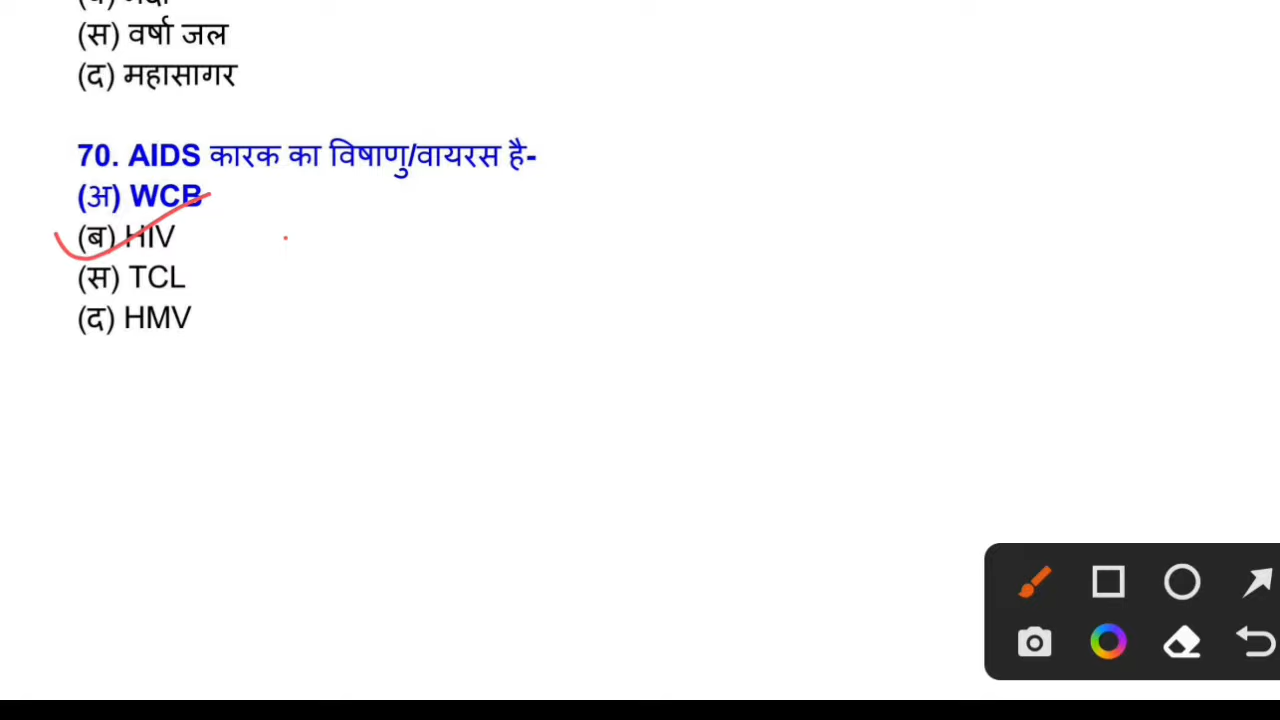 (स) वर्षा जल
(द) महासागर
70. AIDS कारक का विषाणु/वायरस है-
(अ) WCB
(ब) HIV
(स) TCL
(द) HMV